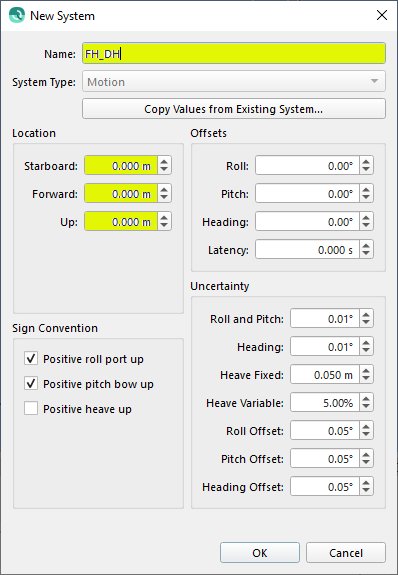 New System
Name: FH_DH
System Type: Motion
Copy Values from Existing System...
Location
Starboard: 0.000 m
Forward: 0.000 m
Up: 0.000 m
Sign Convention
Positive roll port up
Positive pitch bow up
Positive heave up
Offsets
Roll: 0.00°
Pitch: 0.00°
Heading: 0.00°
Latency: 0.000 s
Uncertainty
Roll and Pitch: 0.01°
Heading: 0.01°
Heave Fixed: 0.050 m
Heave Variable: 5.00%
Roll Offset: 0.05°
Pitch Offset: 0.05°
Heading Offset: 0.05°
OK
Cancel